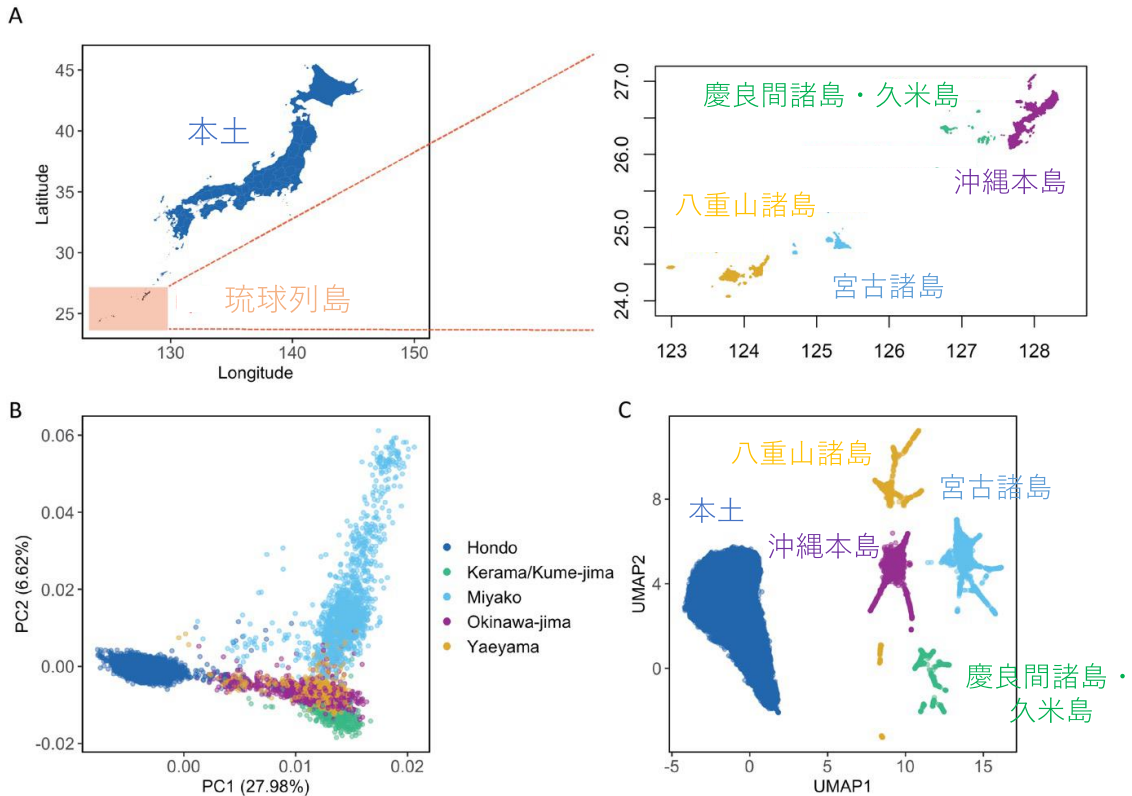 A
45
40
35
30
25
Latitude
本土
琉球列島
130
140
150
Longitude
27.0
26.0
25.0
24.0
慶良間諸島・久米島
沖縄本島
八重山諸島
宮古諸島
123
124
125
126
127
128
B
0.06
0.04
0.02
0.00
-0.02
PC2 (6.62%)
0.00
0.01
0.02
PC1 (27.98%)
Hondo
Kerama/Kume-jima
Miyako
Okinawa-jima
Yaeyama
C
8
4
0
UMAP2
八重山諸島
宮古諸島
本土
沖縄本島
慶良間諸島・
久米島
-5
0
5
10
15
UMAP1